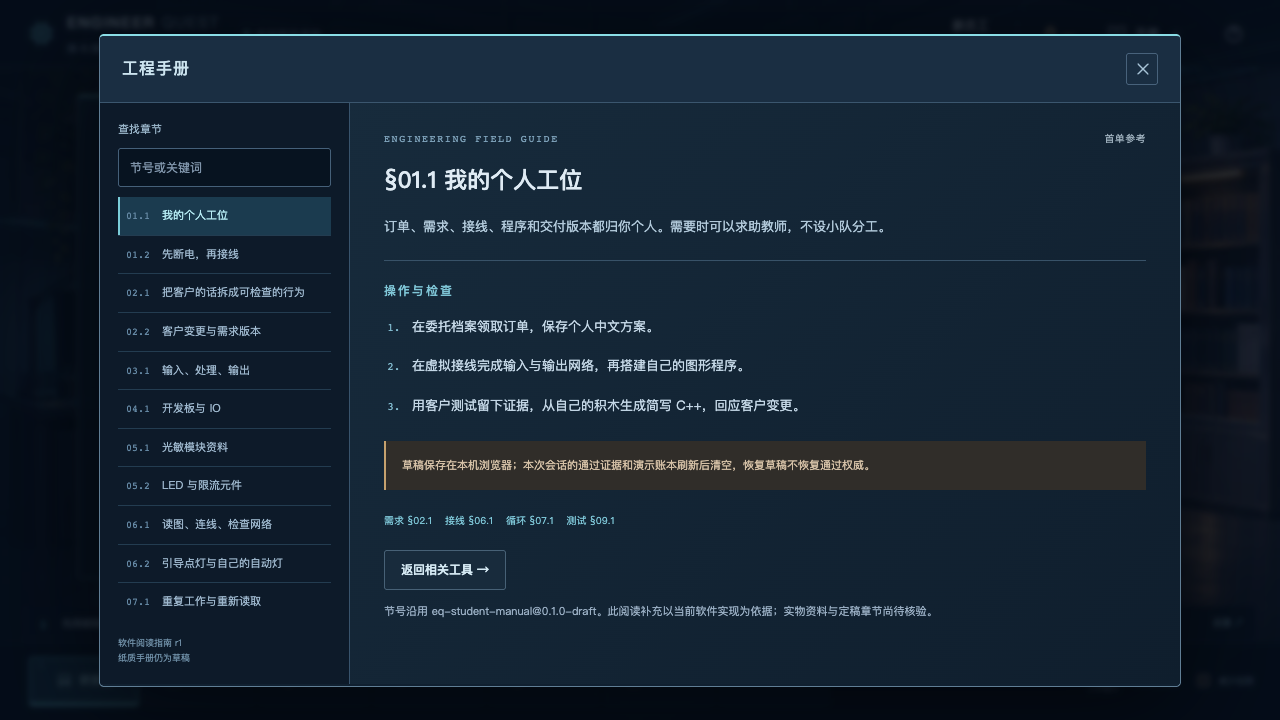 工程手册
查找章节
节号或关键词
01.1 我的个人工位
01.2 先断电，再接线
02.1 把客户的话拆成可检查的行为
02.2 客户变更与需求版本
03.1 输入、处理、输出
04.1 开发板与 IO
05.1 光敏模块资料
05.2 LED 与限流元件
06.1 读图、连线、检查网络
06.2 引导点灯与自己的自动灯
07.1 重复工作与重新读取
软件阅读指南 r1
纸质手册仍为草稿
ENGINEERING FIELD GUIDE
首单参考
§01.1 我的个人工位
订单、需求、接线、程序和交付版本都归你个人。需要时可以求助教师，不设小队分工。
操作与检查
1. 在委托档案领取订单，保存个人中文方案。
2. 在虚拟接线完成输入与输出网络，再搭建自己的图形程序。
3. 用客户测试留下证据，从自己的积木生成简写 C++，回应客户变更。
草稿保存在本机浏览器；本次会话的通过证据和演示账本刷新后清空，恢复草稿不恢复通过权威。
需求 §02.1 接线 §06.1 循环 §07.1 测试 §09.1
返回相关工具 →
节号沿用 eq-student-manual@0.1.0-draft。此阅读补充以当前软件实现为依据；实物资料与定稿章节尚待核验。